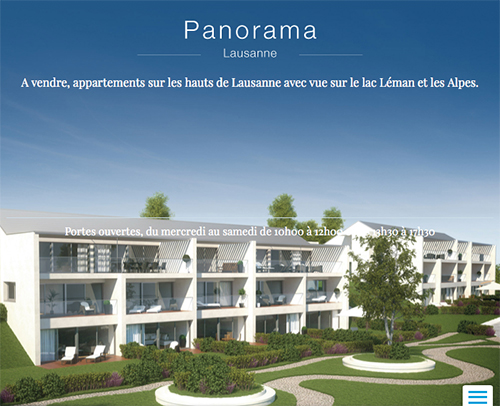 Panorama
Lausanne
A vendre, appartements sur les hauts de Lausanne avec vue sur le lac Léman et les Alpes.
Portes ouvertes, du mercredi au samedi de 10h00 à 12h00 13h30 à 17h30